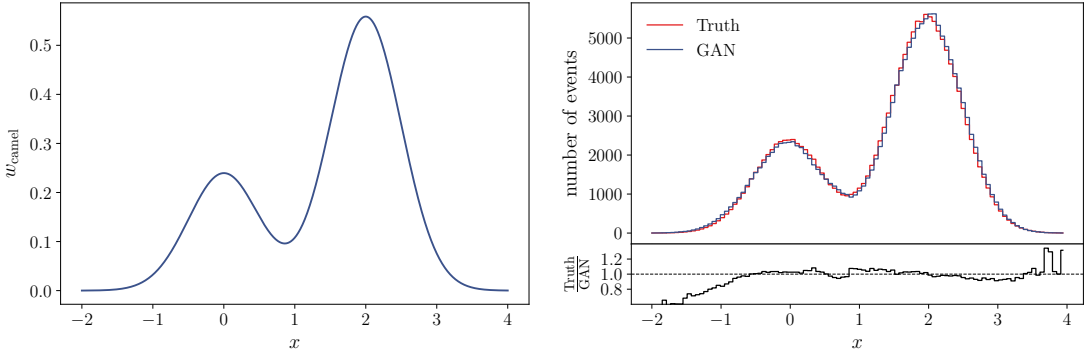 w_camel
0.5
0.4
0.3
0.2
0.1
0.0
−2 −1 0 1 2 3 4
x
number of events
5000
4000
3000
2000
1000
0
Truth
GAN
Truth
GAN
1.2
1.0
0.8
−2 −1 0 1 2 3 4
x